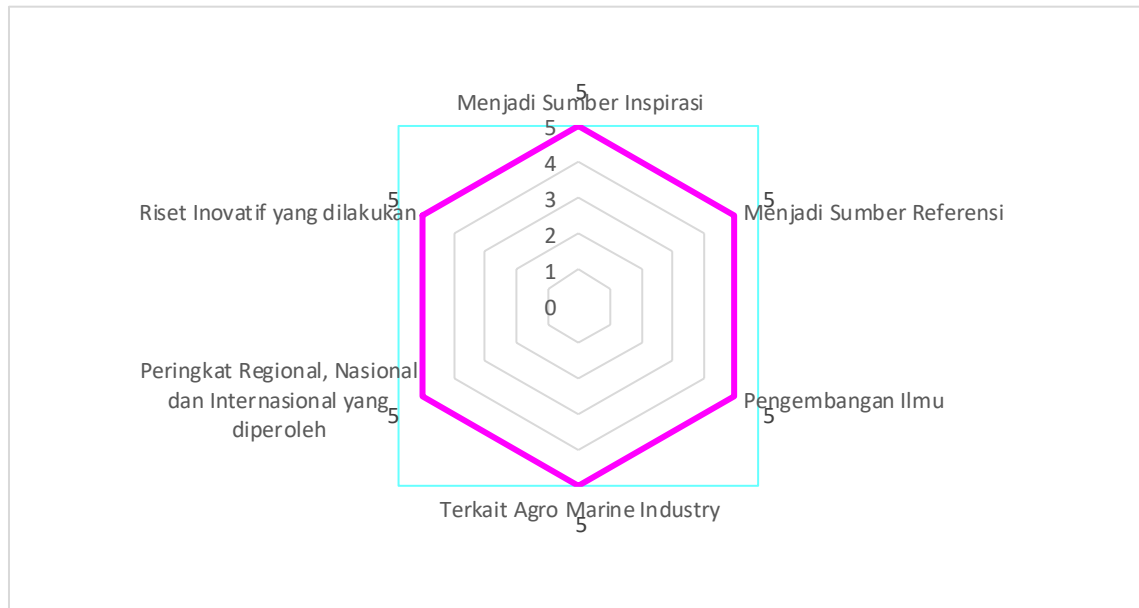 5
Menjadi Sumber Inspirasi
5
4
3
2
1
0
5
Menjadi Sumber Referensi
Pengembangan Ilmu
5
Terkait Agro Marine Industry
5
Peringkat Regional, Nasional
dan Internasional yang
diperoleh
5
5
Riset Inovatif yang dilakukan